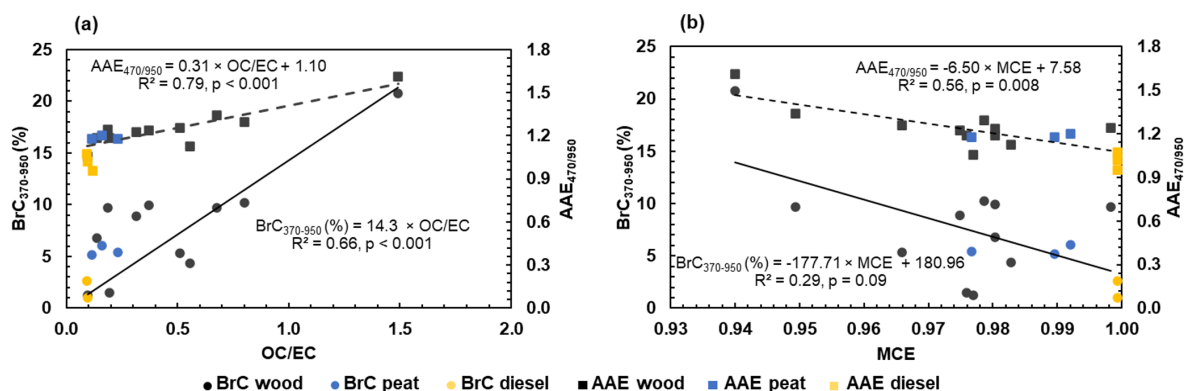 (a)
AAE470/950 = 0.31 × OC/EC + 1.10
R² = 0.79, p < 0.001
BrC370-950 (%) = 14.3 × OC/EC
R² = 0.66, p < 0.001
BrC370-950 (%)
25
20
15
10
5
0
AAE470/950
1.8
1.5
1.2
0.9
0.6
0.3
0.0
0.0 0.5 1.0 1.5 2.0
OC/EC
(b)
AAE470/950 = -6.50 × MCE + 7.58
R² = 0.56, p = 0.008
BrC370-950 (%) = -177.71 × MCE + 180.96
R² = 0.29, p = 0.09
BrC370-950 (%)
25
20
15
10
5
0
AAE470/950
1.8
1.5
1.2
0.9
0.6
0.3
0.0
0.93 0.94 0.95 0.96 0.97 0.98 0.99 1.00
MCE
BrC wood BrC peat BrC diesel AAE wood AAE peat AAE diesel